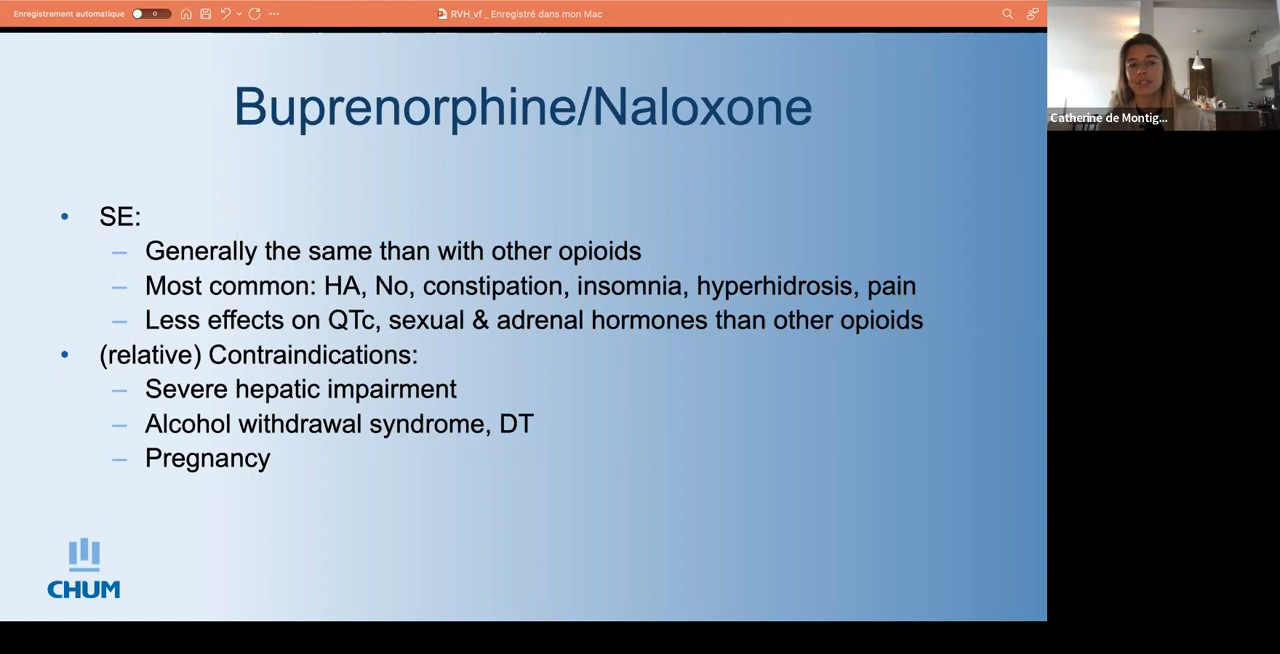 Enregistrement automatique
RVH_vf _ Enregistré dans mon Mac
Buprenorphine/Naloxone
• SE:
– Generally the same than with other opioids
– Most common: HA, No, constipation, insomnia, hyperhidrosis, pain
– Less effects on QTc, sexual & adrenal hormones than other opioids
• (relative) Contraindications:
– Severe hepatic impairment
– Alcohol withdrawal syndrome, DT
– Pregnancy
CHUM
Catherine de Montig...